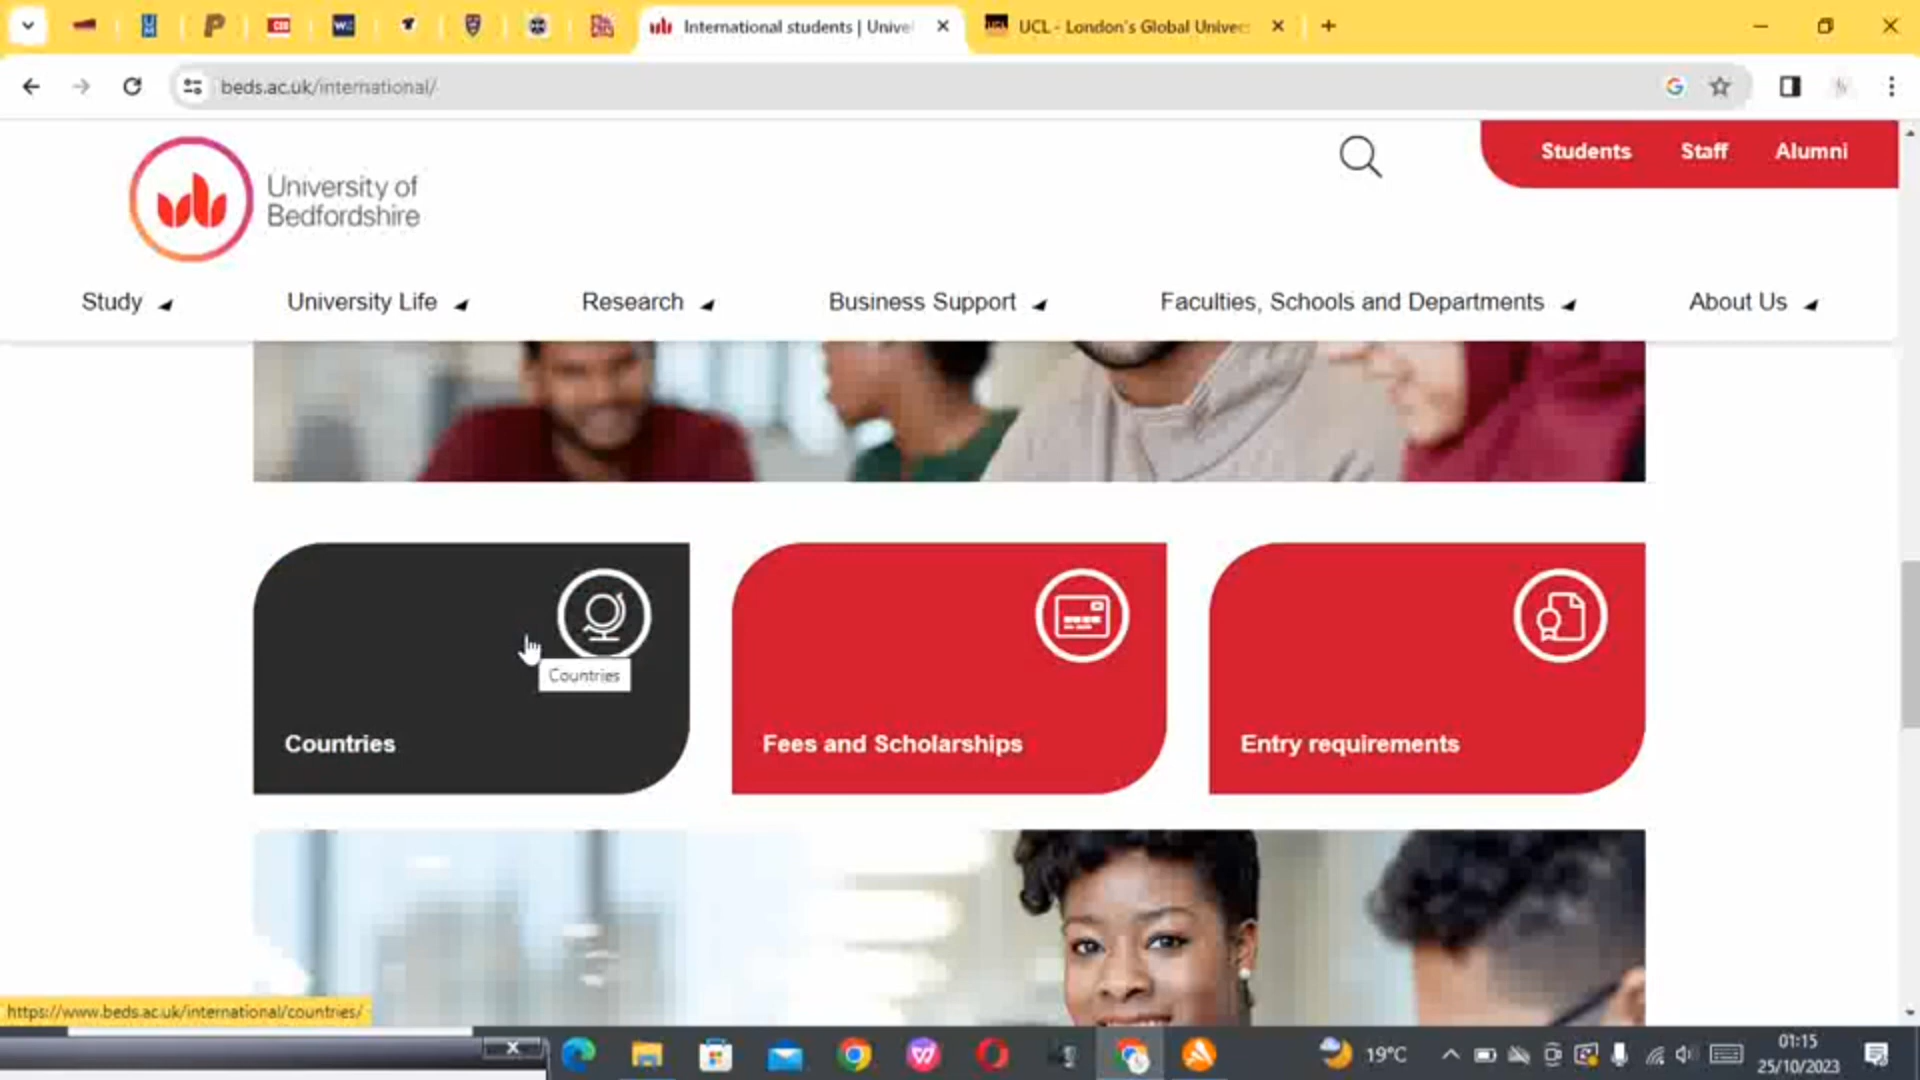 International students | Unive
UCL - London's Global Univer
beds.ac.uk/international/
Students
Staff
Alumni
University of
Bedfordshire
Study
University Life
Research
Business Support
Faculties, Schools and Departments
About Us
Countries
Countries
Fees and Scholarships
Entry requirements
https://www.beds.ac.uk/international/countries/
19°C
01:15
25/10/2023